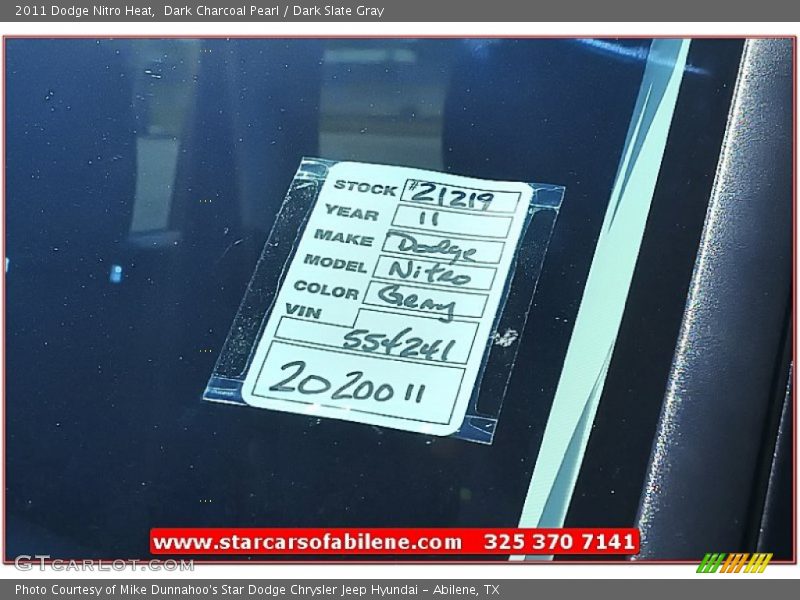 2011 Dodge Nitro Heat,  Dark Charcoal Pearl / Dark Slate Gray
STOCK #21219
YEAR 11
MAKE Dodge
MODEL Nitro
COLOR Gray
VIN
554241
2020011
www.starcarsofabilene.com 325 370 7141
GTCARLOT.COM
Photo Courtesy of Mike Dunnahoo's Star Dodge Chrysler Jeep Hyundai - Abilene, TX